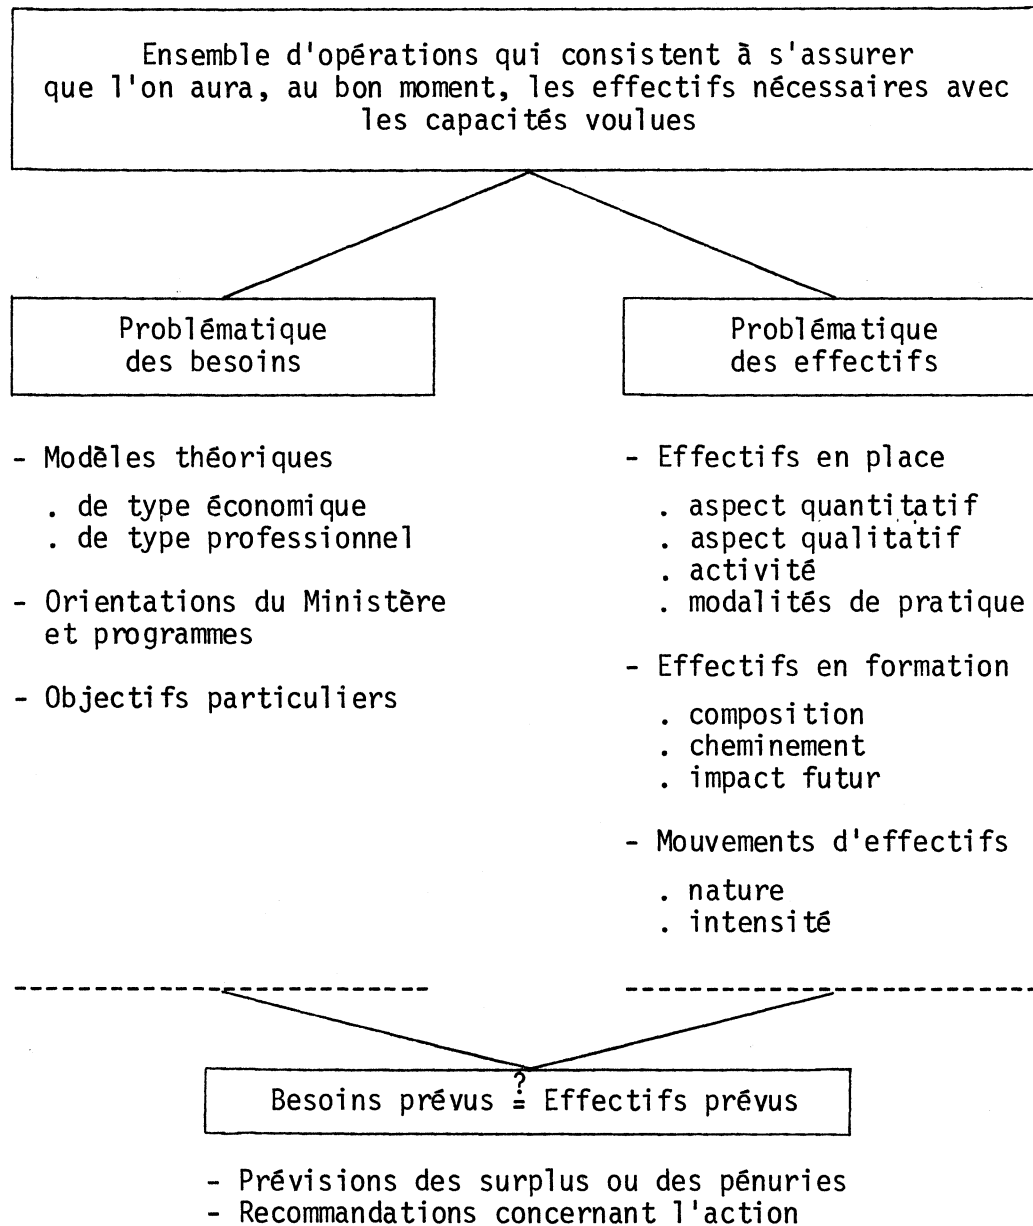 Ensemble d'opérations qui consistent à s'assurer
que l'on aura, au bon moment, les effectifs nécessaires avec
les capacités voulues
Problématique
des besoins
- Modèles théoriques
. de type économique
. de type professionnel
- Orientations du Ministère
et programmes
- Objectifs particuliers
Problématique
des effectifs
- Effectifs en place
. aspect quantitatif
. aspect qualitatif
. activité
. modalités de pratique
- Effectifs en formation
. composition
. cheminement
. impact futur
- Mouvements d'effectifs
. nature
. intensité
Besoins prévus ≟ Effectifs prévus
- Prévisions des surplus ou des pénuries
- Recommandations concernant l'action